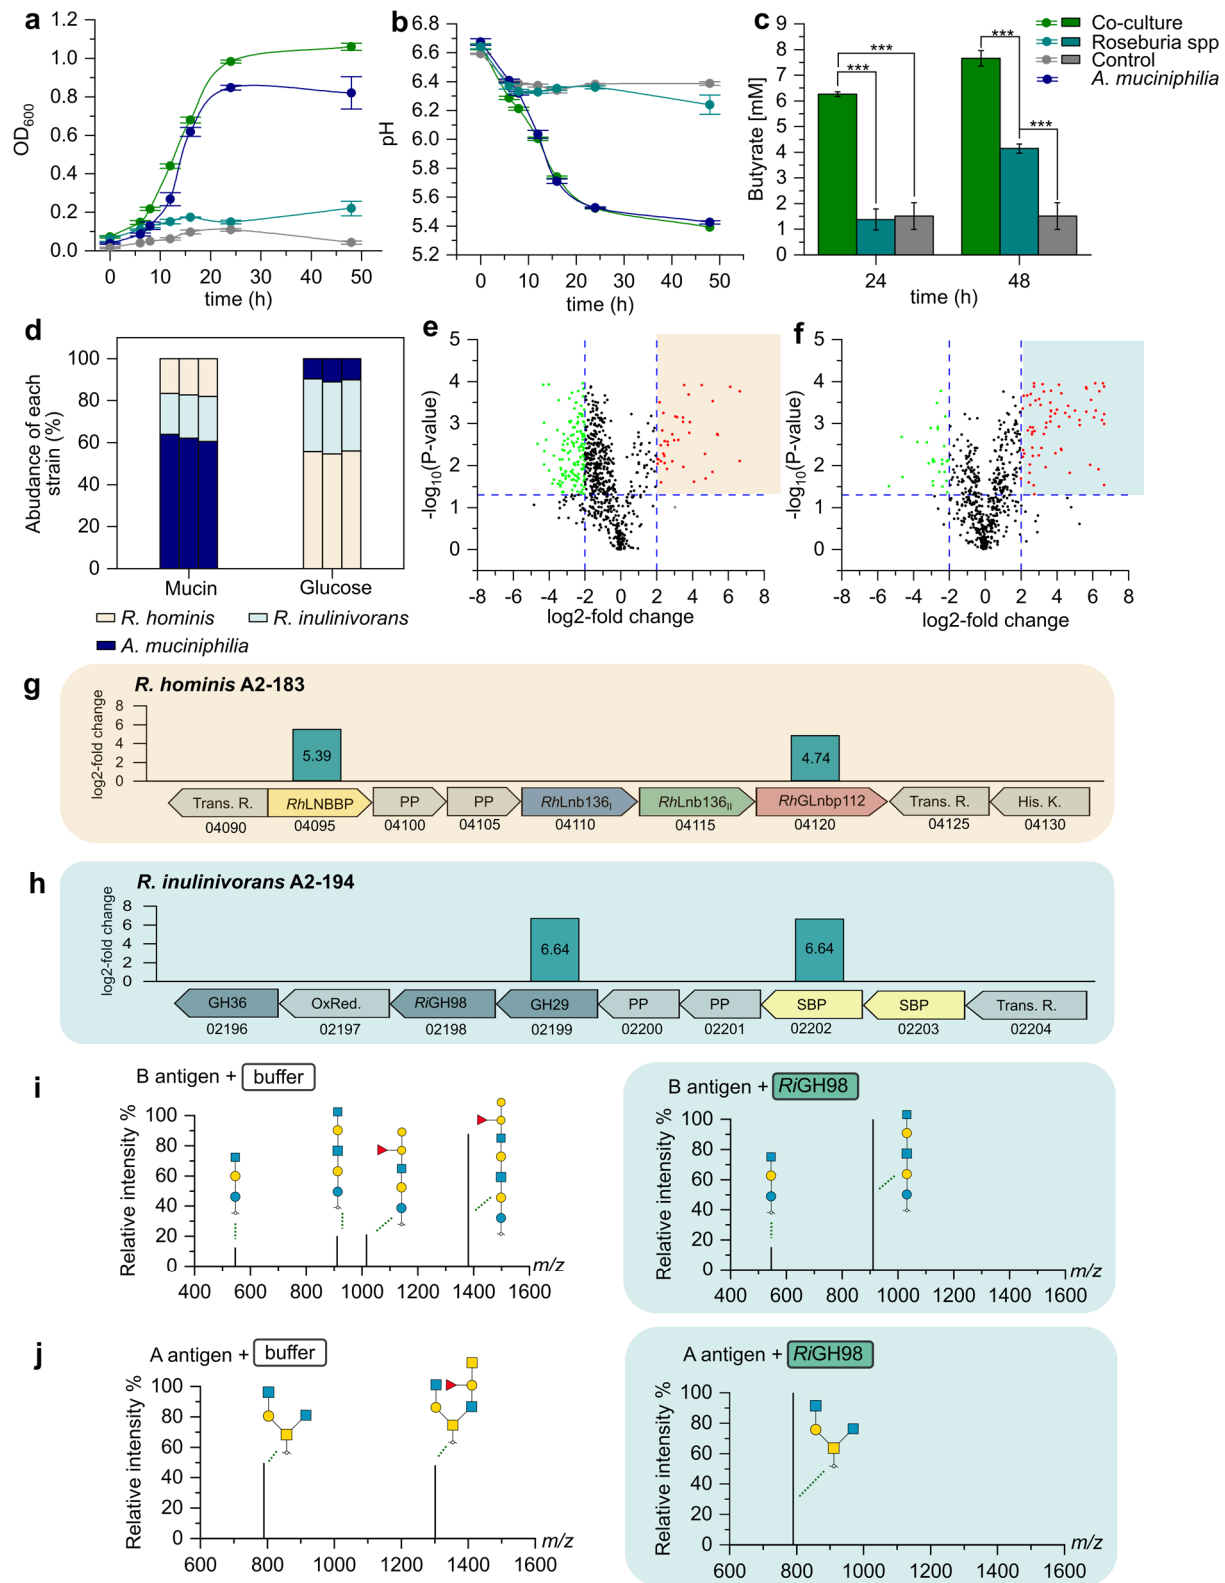 a
1.2
1.0
0.8
0.6
0.4
0.2
0.0
OD600
0 10 20 30 40 50
time (h)
b
6.8
6.6
6.4
6.2
6.0
5.8
5.6
5.4
5.2
pH
0 10 20 30 40 50
time (h)
c
9
8
7
6
5
4
3
2
1
0
Butyrate [mM]
***
***
***
***
24 48
time (h)
Co-culture
Roseburia spp
Control
A. muciniphilia
d
100
80
60
40
20
0
Abudance of each
strain (%)
Mucin Glucose
R. hominis R. inulinivorans
A. muciniphilia
e
5
4
3
2
1
0
-log10(P-value)
-8 -6 -4 -2 0 2 4 6 8
log2-fold change
f
5
4
3
2
1
0
-log10(P-value)
-8 -6 -4 -2 0 2 4 6 8
log2-fold change
g
R. hominis A2-183
log2-fold change
8
6
4
2
0
5.39 4.74
Trans. R. RhLNBBP PP PP RhLnb136I RhLnb136II RhGLnbp112 Trans. R. His. K.
04090 04095 04100 04105 04110 04115 04120 04125 04130
h
R. inulinivorans A2-194
log2-fold change
8
6
4
2
0
6.64 6.64
GH36 OxRed. RiGH98 GH29 PP PP SBP SBP Trans. R.
02196 02197 02198 02199 02200 02201 02202 02203 02204
i
B antigen + buffer
Relative intensity %
100
80
60
40
20
0
400 600 800 1000 1200 1400 1600
m/z
B antigen + RiGH98
Relative intensity %
100
80
60
40
20
0
400 600 800 1000 1200 1400 1600
m/z
j
A antigen + buffer
Relative intensity %
100
80
60
40
20
0
600 800 1000 1200 1400 1600
m/z
A antigen + RiGH98
Relative intensity %
100
80
60
40
20
0
600 800 1000 1200 1400 1600
m/z